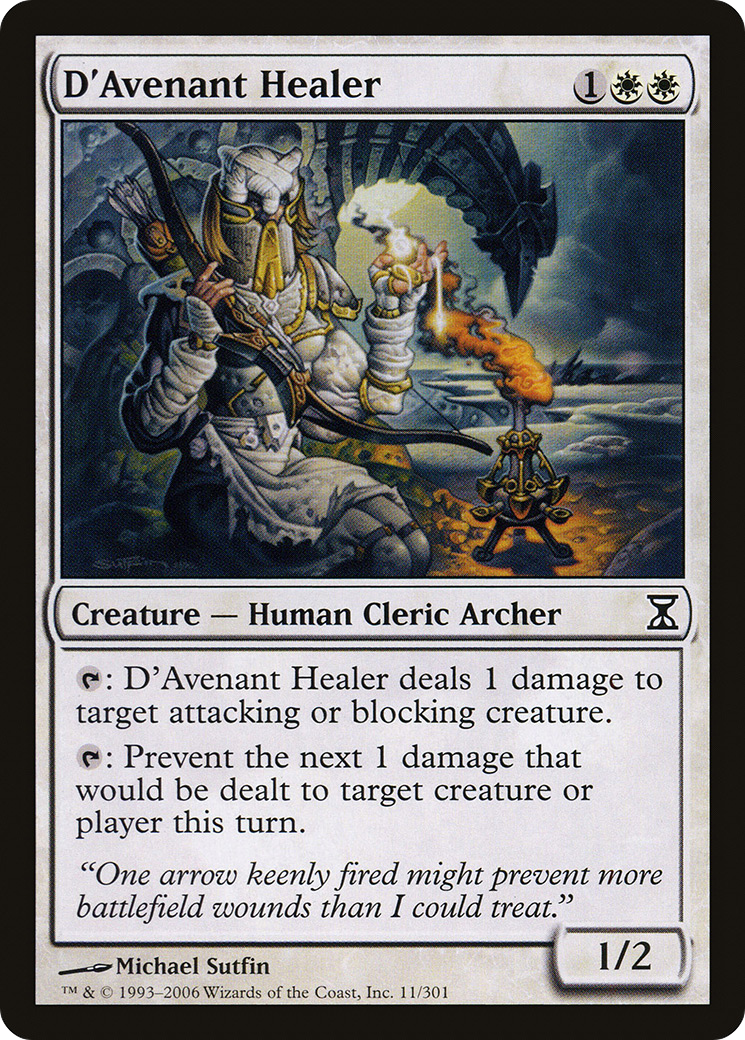 D'Avenant Healer 1
SUTFIN
Creature — Human Cleric Archer
: D'Avenant Healer deals 1 damage to
target attacking or blocking creature.
: Prevent the next 1 damage that
would be dealt to target creature or
player this turn.
“One arrow keenly fired might prevent more
battlefield wounds than I could treat.”
1/2
Michael Sutfin
™ & © 1993–2006 Wizards of the Coast, Inc. 11/301